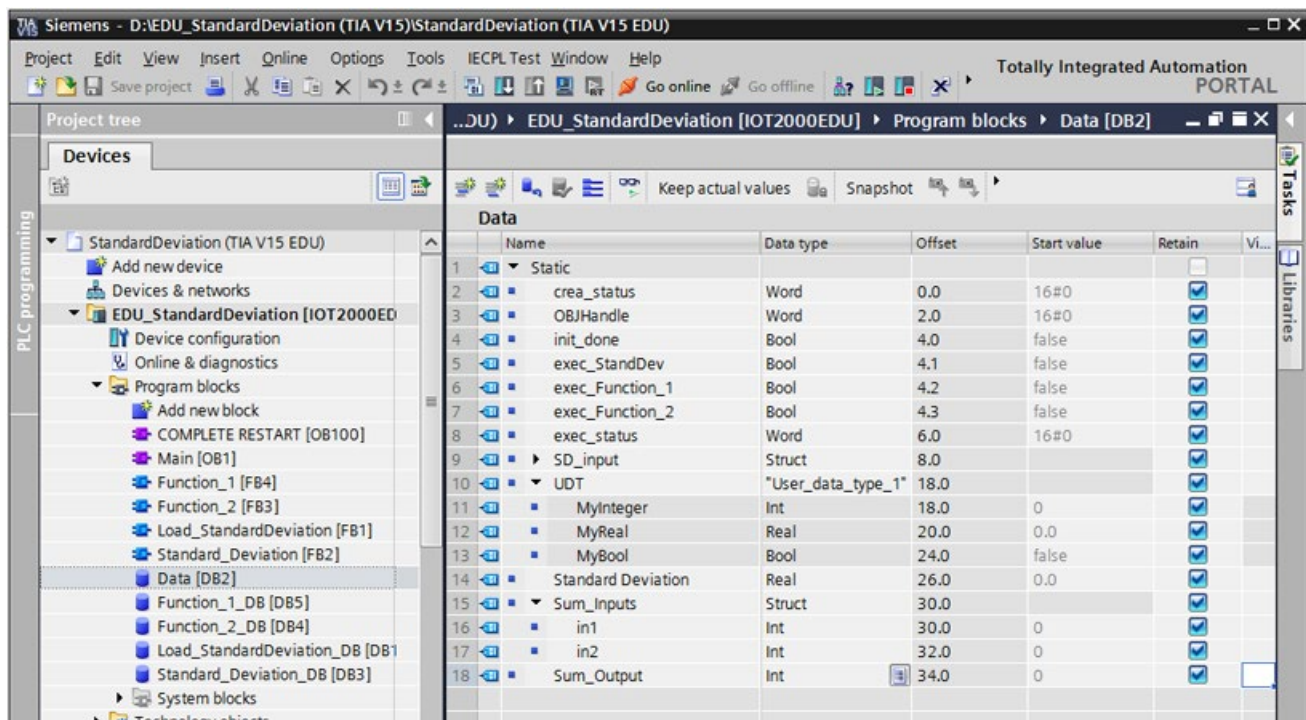 TIA V15 Siemens - D:\EDU_StandardDeviation (TIA V15)\StandardDeviation (TIA V15 EDU)
Project Edit View Insert Online Options Tools IECPL Test Window Help
Totally Integrated Automation
PORTAL
Save project Go online Go offline
Project tree
...DU) EDU_StandardDeviation [IOT2000EDU] Program blocks Data [DB2]
Devices
Keep actual values Snapshot
PLC programming
Tasks
Libraries
StandardDeviation (TIA V15 EDU)
Add new device
Devices & networks
EDU_StandardDeviation [IOT2000ED
Device configuration
Online & diagnostics
Program blocks
Add new block
COMPLETE RESTART [OB100]
Main [OB1]
Function_1 [FB4]
Function_2 [FB3]
Load_StandardDeviation [FB1]
Standard_Deviation [FB2]
Data [DB2]
Function_1_DB [DB5]
Function_2_DB [DB4]
Load_StandardDeviation_DB [DB1
Standard_Deviation_DB [DB3]
System blocks
Technology objects
Data
Name Data type Offset Start value Retain Vi...
1 Static
2 crea_status Word 0.0 16#0
3 OBJHandle Word 2.0 16#0
4 init_done Bool 4.0 false
5 exec_StandDev Bool 4.1 false
6 exec_Function_1 Bool 4.2 false
7 exec_Function_2 Bool 4.3 false
8 exec_status Word 6.0 16#0
9 SD_input Struct 8.0
10 UDT "User_data_type_1" 18.0
11 MyInteger Int 18.0 0
12 MyReal Real 20.0 0.0
13 MyBool Bool 24.0 false
14 Standard Deviation Real 26.0 0.0
15 Sum_Inputs Struct 30.0
16 in1 Int 30.0 0
17 in2 Int 32.0 0
18 Sum_Output Int 34.0 0